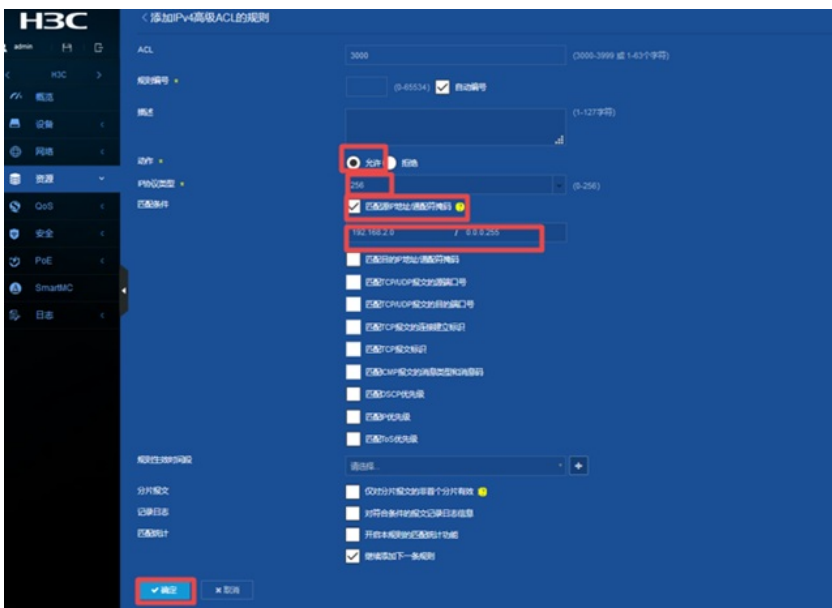 H3C
< 添加IPv4高级ACL的规则
admin
ACL
3000
(3000-3999 或 1-63个字符)
< H3C >
规则编号 *
(0-65534) 自动编号
概览
描述
(1-127字符)
设备
网络
动作 *
允许 拒绝
资源
IP协议类型 *
256
(0-256)
QoS
匹配条件
匹配源IP地址/通配符掩码 ?
安全
192.168.2.0 / 0.0.0.255
PoE
匹配目的IP地址/通配符掩码
SmartMC
匹配TCP/UDP报文的源端口号
匹配TCP/UDP报文的目的端口号
日志
匹配TCP报文的连接建立标识
匹配TCP报文标识
匹配ICMP报文的消息类型和消息码
匹配DSCP优先级
匹配IP优先级
匹配ToS优先级
规则生效时间段
请选择...
+
分片报文
仅对分片报文的非首个分片有效 ?
记录日志
对符合条件的报文记录日志信息
匹配统计
开启本规则的匹配统计功能
继续添加下一条规则
确定
取消